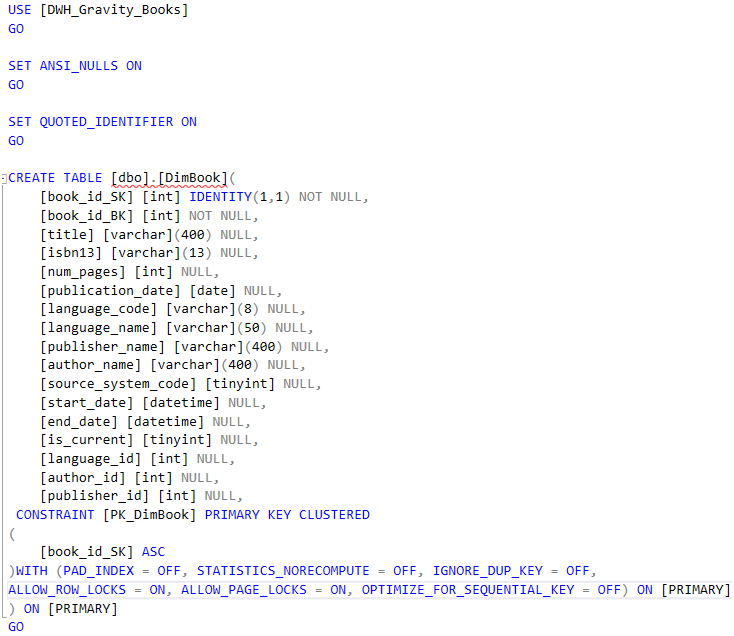 USE [DWH_Gravity_Books]
GO
SET ANSI_NULLS ON
GO
SET QUOTED_IDENTIFIER ON
GO
CREATE TABLE [dbo].[DimBook](
[book_id_SK] [int] IDENTITY(1,1) NOT NULL,
[book_id_BK] [int] NOT NULL,
[title] [varchar](400) NULL,
[isbn13] [varchar](13) NULL,
[num_pages] [int] NULL,
[publication_date] [date] NULL,
[language_code] [varchar](8) NULL,
[language_name] [varchar](50) NULL,
[publisher_name] [varchar](400) NULL,
[author_name] [varchar](400) NULL,
[source_system_code] [tinyint] NULL,
[start_date] [datetime] NULL,
[end_date] [datetime] NULL,
[is_current] [tinyint] NULL,
[language_id] [int] NULL,
[author_id] [int] NULL,
[publisher_id] [int] NULL,
CONSTRAINT [PK_DimBook] PRIMARY KEY CLUSTERED
(
[book_id_SK] ASC
)WITH (PAD_INDEX = OFF, STATISTICS_NORECOMPUTE = OFF, IGNORE_DUP_KEY = OFF,
ALLOW_ROW_LOCKS = ON, ALLOW_PAGE_LOCKS = ON, OPTIMIZE_FOR_SEQUENTIAL_KEY = OFF) ON [PRIMARY]
) ON [PRIMARY]
GO